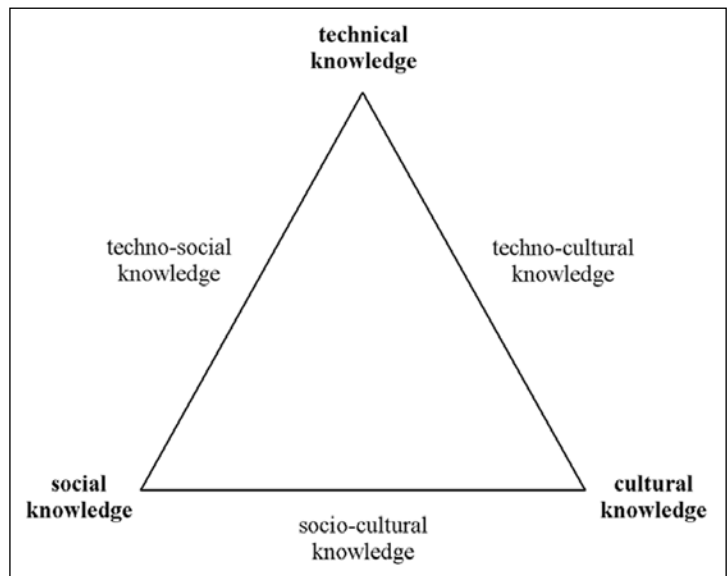 technical
knowledge
techno-social
knowledge
techno-cultural
knowledge
social
knowledge
cultural
knowledge
socio-cultural
knowledge